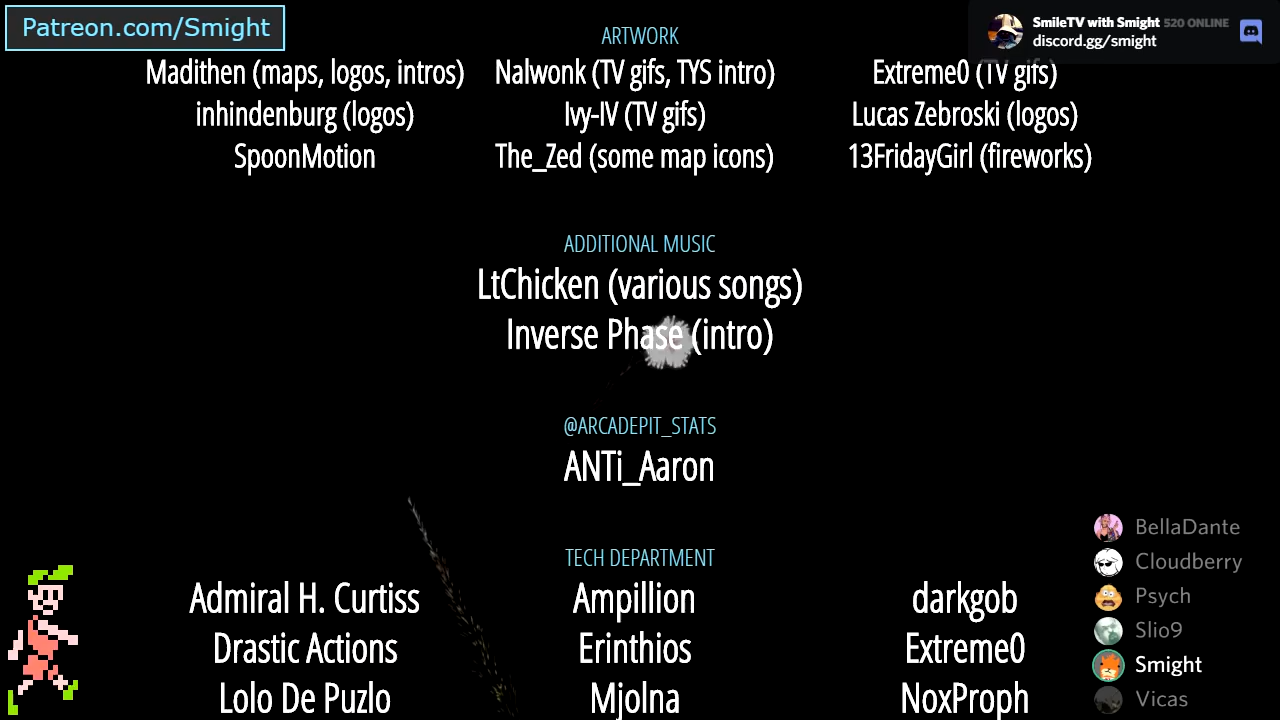 Patreon.com/Smight
SmileTV with Smight 520 ONLINE
discord.gg/smight
ARTWORK
Madithen (maps, logos, intros) Nalwonk (TV gifs, TYS intro) Extreme0 (TV gifs)
inhindenburg (logos) Ivy-IV (TV gifs) Lucas Zebroski (logos)
SpoonMotion The_Zed (some map icons) 13FridayGirl (fireworks)
ADDITIONAL MUSIC
LtChicken (various songs)
Inverse Phase (intro)
@ARCADEPIT_STATS
ANTi_Aaron
TECH DEPARTMENT
Admiral H. Curtiss Ampillion darkgob
Drastic Actions Erinthios Extreme0
Lolo De Puzlo Mjolna NoxProph
BellaDante
Cloudberry
Psych
Slio9
Smight
Vicas